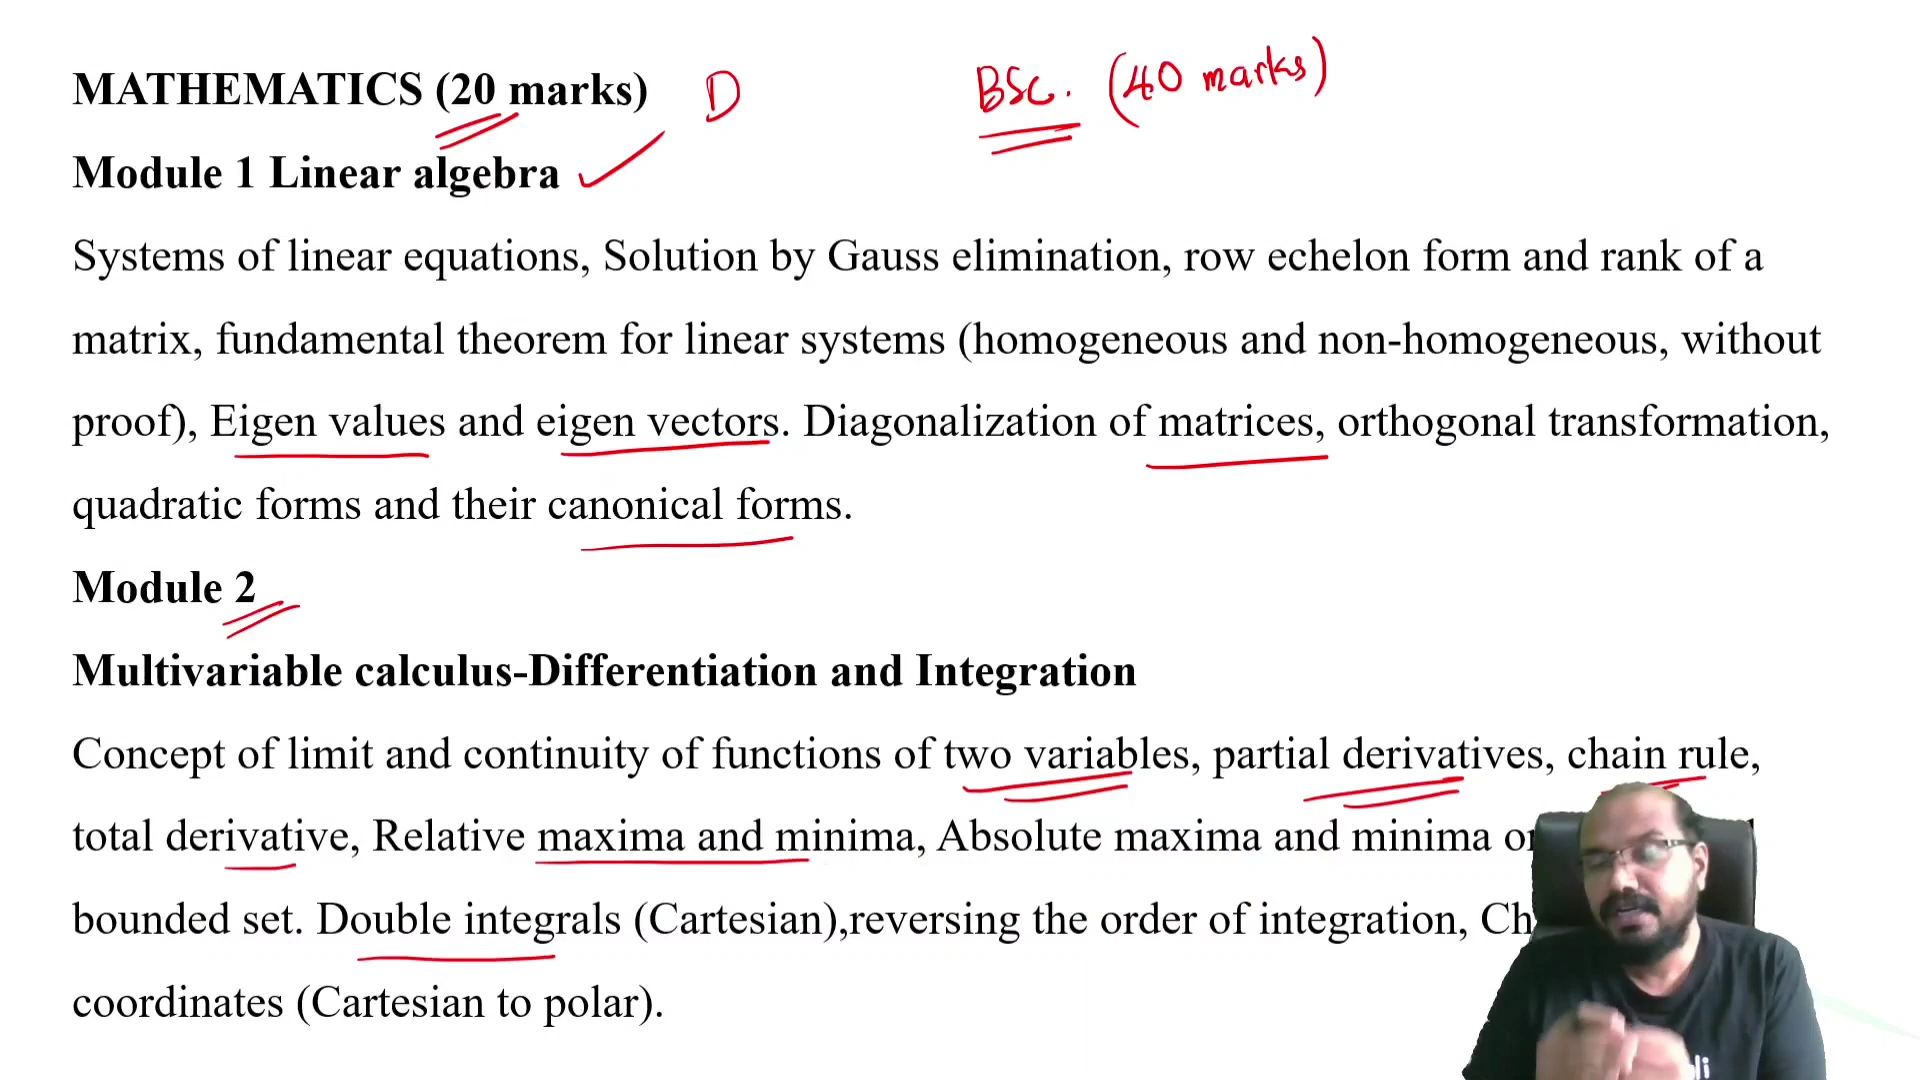 MATHEMATICS (20 marks) D BSc. (40 marks)
Module 1 Linear algebra
Systems of linear equations, Solution by Gauss elimination, row echelon form and rank of a
matrix, fundamental theorem for linear systems (homogeneous and non-homogeneous, without
proof), Eigen values and eigen vectors. Diagonalization of matrices, orthogonal transformation,
quadratic forms and their canonical forms.
Module 2
Multivariable calculus-Differentiation and Integration
Concept of limit and continuity of functions of two variables, partial derivatives, chain rule,
total derivative, Relative maxima and minima, Absolute maxima and minima
bounded set. Double integrals (Cartesian),reversing the order of integration,
coordinates (Cartesian to polar).